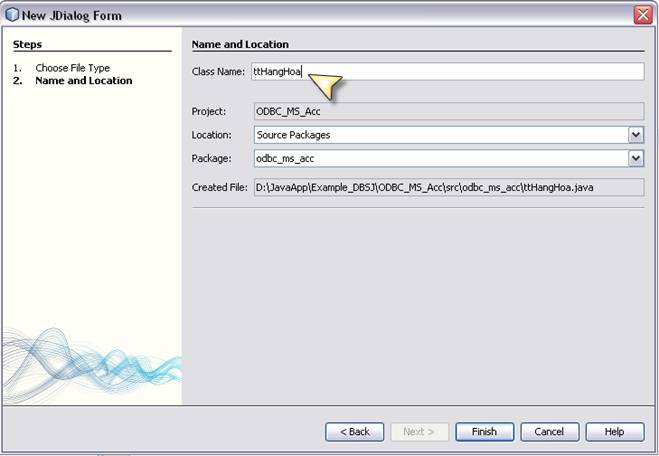 New JDialog Form
Steps
1. Choose File Type
2. Name and Location
Name and Location
Class Name: ttHangHoa
Project: ODBC_MS_Acc
Location: Source Packages
Package: odbc_ms_acc
Created File: D:\JavaApp\Example_DBSJ\ODBC_MS_Acc\src\odbc_ms_acc\ttHangHoa.java
< Back Next > Finish Cancel Help